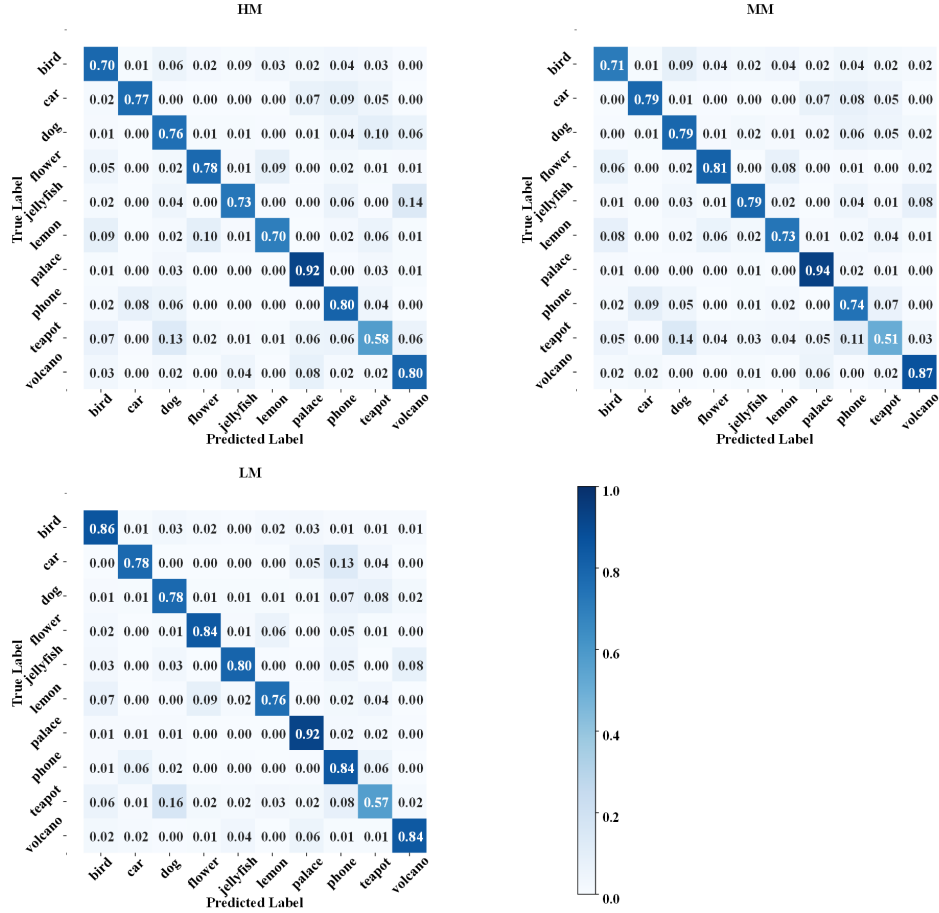 HM
True Label
bird 0.70 0.01 0.06 0.02 0.09 0.03 0.02 0.04 0.03 0.00
car 0.02 0.77 0.00 0.00 0.00 0.00 0.07 0.09 0.05 0.00
dog 0.01 0.00 0.76 0.01 0.01 0.00 0.01 0.04 0.10 0.06
flower 0.05 0.00 0.02 0.78 0.01 0.09 0.00 0.02 0.01 0.01
jellyfish 0.02 0.00 0.04 0.00 0.73 0.00 0.00 0.06 0.00 0.14
lemon 0.09 0.00 0.02 0.10 0.01 0.70 0.00 0.02 0.06 0.01
palace 0.01 0.00 0.03 0.00 0.00 0.00 0.92 0.00 0.03 0.01
phone 0.02 0.08 0.06 0.00 0.00 0.00 0.00 0.80 0.04 0.00
teapot 0.07 0.00 0.13 0.02 0.01 0.01 0.06 0.06 0.58 0.06
volcano 0.03 0.00 0.02 0.00 0.04 0.00 0.08 0.02 0.02 0.80
bird car dog flower jellyfish lemon palace phone teapot volcano
Predicted Label
MM
True Label
bird 0.71 0.01 0.09 0.04 0.02 0.04 0.02 0.04 0.02 0.02
car 0.00 0.79 0.01 0.00 0.00 0.00 0.07 0.08 0.05 0.00
dog 0.00 0.01 0.79 0.01 0.02 0.01 0.02 0.06 0.05 0.02
flower 0.06 0.00 0.02 0.81 0.00 0.08 0.00 0.01 0.00 0.02
jellyfish 0.01 0.00 0.03 0.01 0.79 0.02 0.00 0.04 0.01 0.08
lemon 0.08 0.00 0.02 0.06 0.02 0.73 0.01 0.02 0.04 0.01
palace 0.01 0.00 0.00 0.00 0.01 0.00 0.94 0.02 0.01 0.00
phone 0.02 0.09 0.05 0.00 0.01 0.02 0.00 0.74 0.07 0.00
teapot 0.05 0.00 0.14 0.04 0.03 0.04 0.05 0.11 0.51 0.03
volcano 0.02 0.02 0.00 0.00 0.01 0.00 0.06 0.00 0.02 0.87
bird car dog flower jellyfish lemon palace phone teapot volcano
Predicted Label
LM
True Label
bird 0.86 0.01 0.03 0.02 0.00 0.02 0.03 0.01 0.01 0.01
car 0.00 0.78 0.00 0.00 0.00 0.00 0.05 0.13 0.04 0.00
dog 0.01 0.01 0.78 0.01 0.01 0.01 0.01 0.07 0.08 0.02
flower 0.02 0.00 0.01 0.84 0.01 0.06 0.00 0.05 0.01 0.00
jellyfish 0.03 0.00 0.03 0.00 0.80 0.00 0.00 0.05 0.00 0.08
lemon 0.07 0.00 0.00 0.09 0.02 0.76 0.00 0.02 0.04 0.00
palace 0.01 0.01 0.01 0.00 0.00 0.00 0.92 0.02 0.02 0.00
phone 0.01 0.06 0.02 0.00 0.00 0.00 0.00 0.84 0.06 0.00
teapot 0.06 0.01 0.16 0.02 0.02 0.03 0.02 0.08 0.57 0.02
volcano 0.02 0.02 0.00 0.01 0.04 0.00 0.06 0.01 0.01 0.84
bird car dog flower jellyfish lemon palace phone teapot volcano
Predicted Label
1.0
0.8
0.6
0.4
0.2
0.0